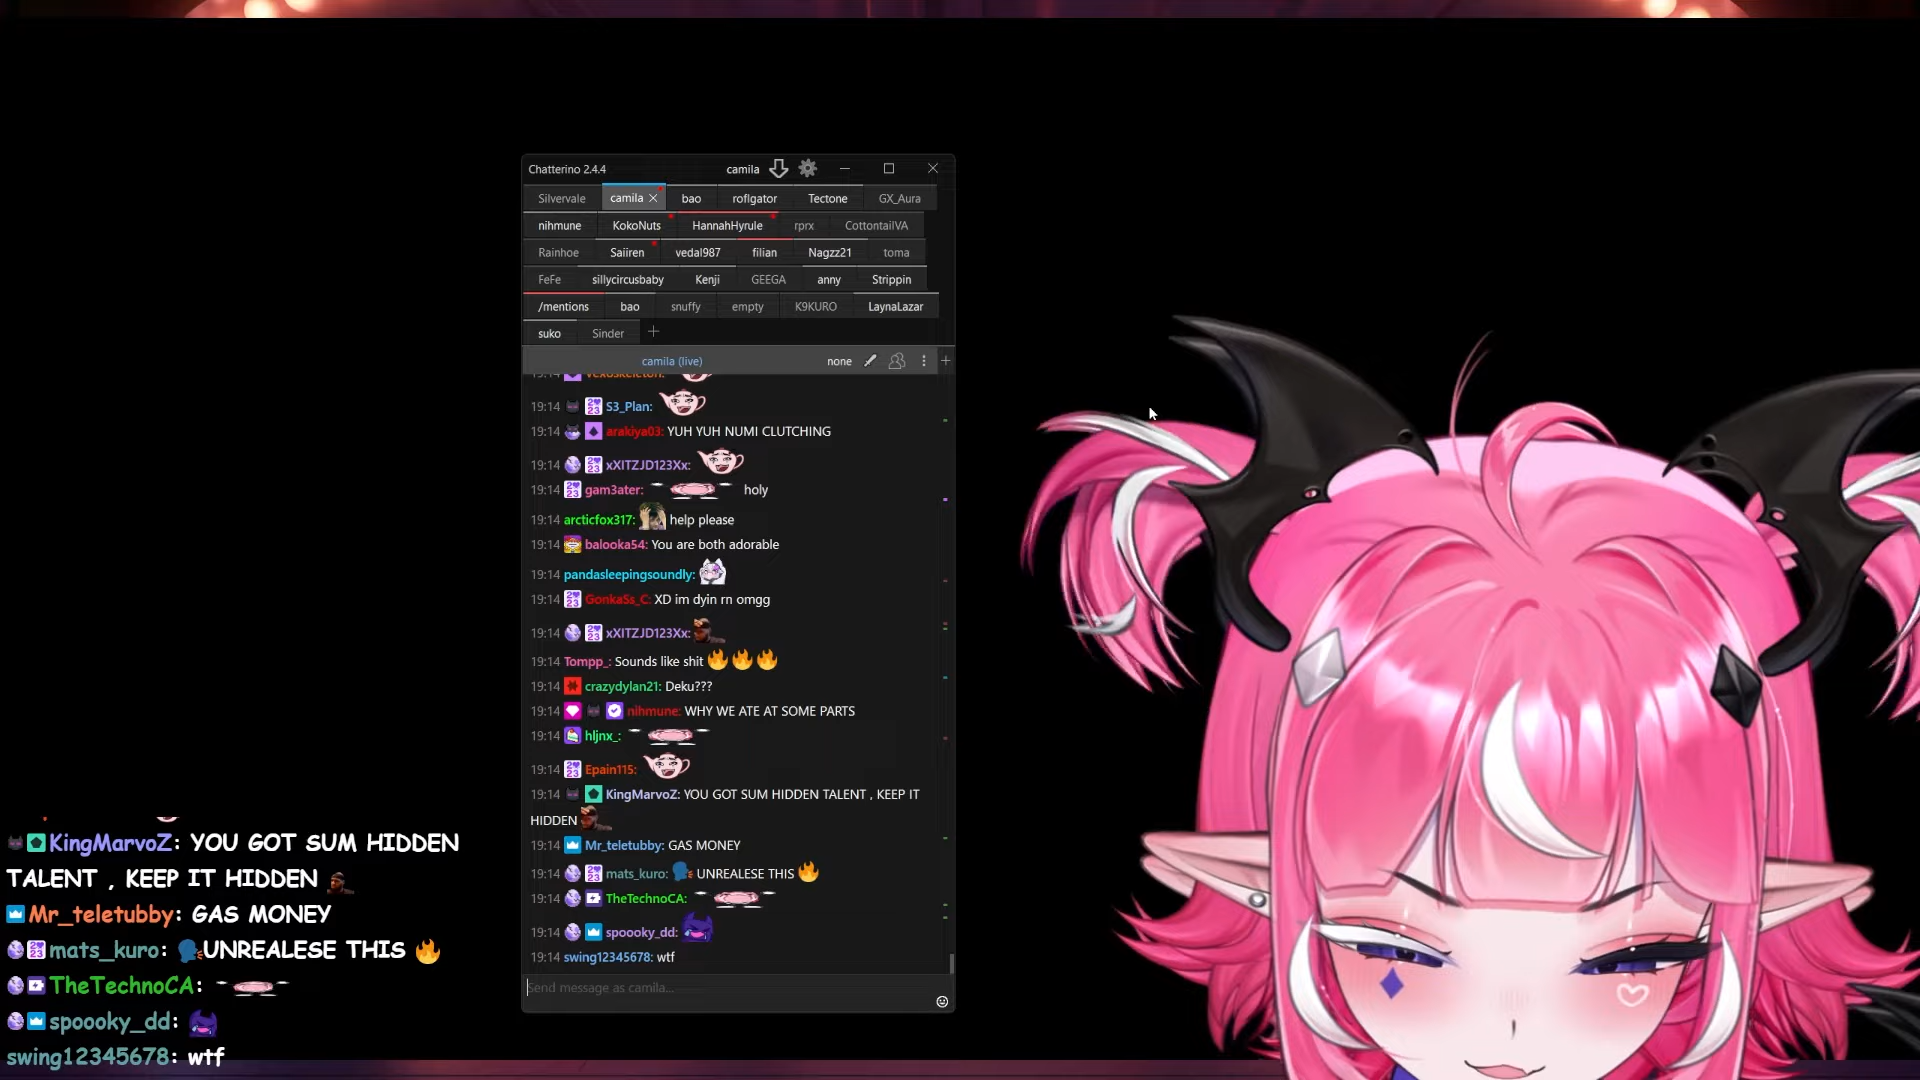 Chatterino 2.4.4
camila
Silvervale camila bao roflgator Tectone GX_Aura
nihmune KokoNuts HannahHyrule rprx CottontailVA
Rainhoe Saiiren vedal987 filian Nagzz21 toma
FeFe sillycircusbaby Kenji GEEGA anny Strippin
/mentions bao snuffy empty K9KURO LaynaLazar
suko Sinder
camila (live) none
19:14 S3_Plan:
19:14 arakiya03: YUH YUH NUMI CLUTCHING
19:14 xXITZJD123Xx:
19:14 gam3ater: holy
19:14 arcticfox317: help please
19:14 balooka54: You are both adorable
19:14 pandasleepingsoundly:
19:14 GonkaSs_C: XD im dyin rn omgg
19:14 xXITZJD123Xx:
19:14 Tompp_: Sounds like shit 🔥🔥🔥
19:14 crazydylan21: Deku???
19:14 nihmune: WHY WE ATE AT SOME PARTS
19:14 hljnx_:
19:14 Epain115:
19:14 KingMarvoZ: YOU GOT SUM HIDDEN TALENT , KEEP IT
HIDDEN
19:14 Mr_teletubby: GAS MONEY
19:14 mats_kuro: 🗣 UNREALESE THIS 🔥
19:14 TheTechnoCA:
19:14 spoooky_dd:
19:14 swing12345678: wtf
Send message as camila...
KingMarvoZ: YOU GOT SUM HIDDEN
TALENT , KEEP IT HIDDEN
Mr_teletubby: GAS MONEY
mats_kuro: 🗣UNREALESE THIS 🔥
TheTechnoCA:
spoooky_dd:
swing12345678: wtf